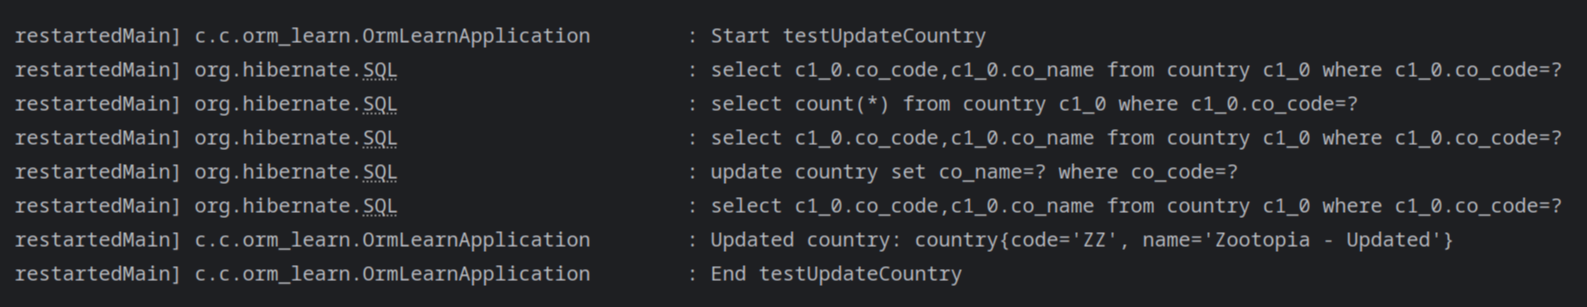 restartedMain] c.c.orm_learn.OrmLearnApplication : Start testUpdateCountry
restartedMain] org.hibernate.SQL : select c1_0.co_code,c1_0.co_name from country c1_0 where c1_0.co_code=?
restartedMain] org.hibernate.SQL : select count(*) from country c1_0 where c1_0.co_code=?
restartedMain] org.hibernate.SQL : select c1_0.co_code,c1_0.co_name from country c1_0 where c1_0.co_code=?
restartedMain] org.hibernate.SQL : update country set co_name=? where co_code=?
restartedMain] org.hibernate.SQL : select c1_0.co_code,c1_0.co_name from country c1_0 where c1_0.co_code=?
restartedMain] c.c.orm_learn.OrmLearnApplication : Updated country: country{code='ZZ', name='Zootopia - Updated'}
restartedMain] c.c.orm_learn.OrmLearnApplication : End testUpdateCountry